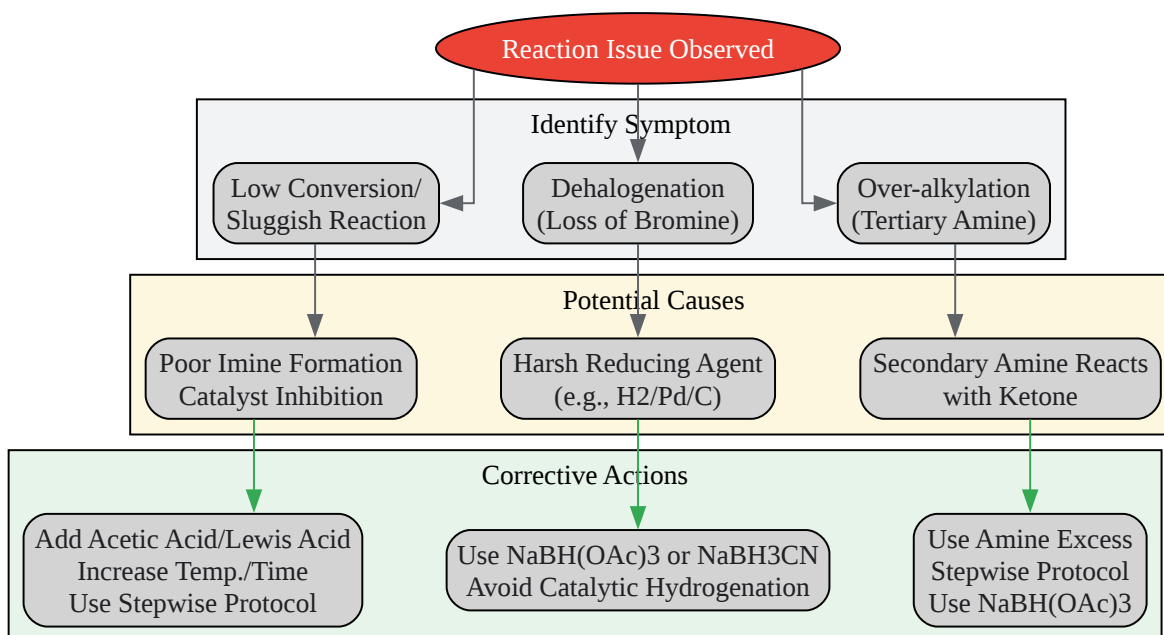 Reaction Issue Observed
Identify Symptom
Low Conversion/
Sluggish Reaction
Dehalogenation
(Loss of Bromine)
Over-alkylation
(Tertiary Amine)
Potential Causes
Poor Imine Formation
Catalyst Inhibition
Harsh Reducing Agent
(e.g., H2/Pd/C)
Secondary Amine Reacts
with Ketone
Corrective Actions
Add Acetic Acid/Lewis Acid
Increase Temp./Time
Use Stepwise Protocol
Use NaBH(OAc)3 or NaBH3CN
Avoid Catalytic Hydrogenation
Use Amine Excess
Stepwise Protocol
Use NaBH(OAc)3